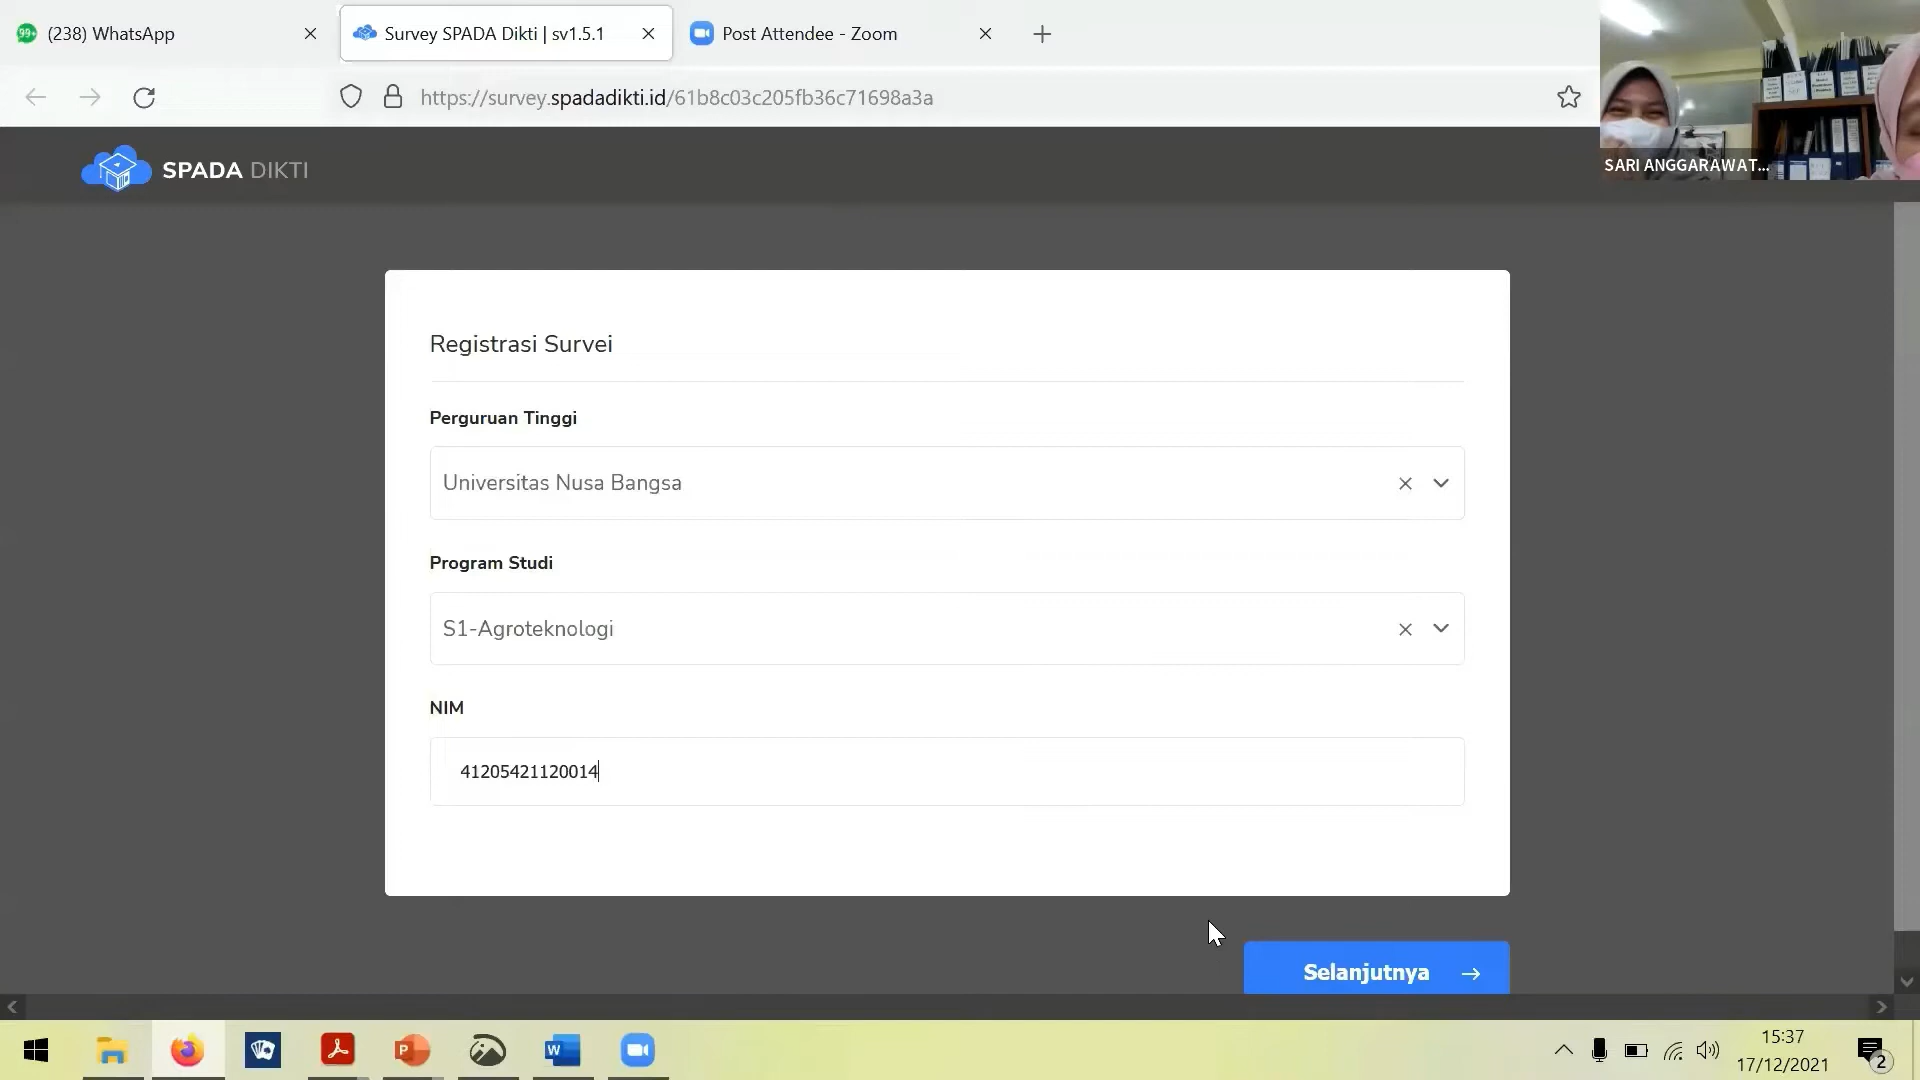 99+ (238) WhatsApp
Survey SPADA Dikti | sv1.5.1
Post Attendee - Zoom
https://survey.spadadikti.id/61b8c03c205fb36c71698a3a
SPADA DIKTI
SARI ANGGARAWAT...
Registrasi Survei
Perguruan Tinggi
Universitas Nusa Bangsa
Program Studi
S1-Agroteknologi
NIM
41205421120014
Selanjutnya
15:37
17/12/2021
2